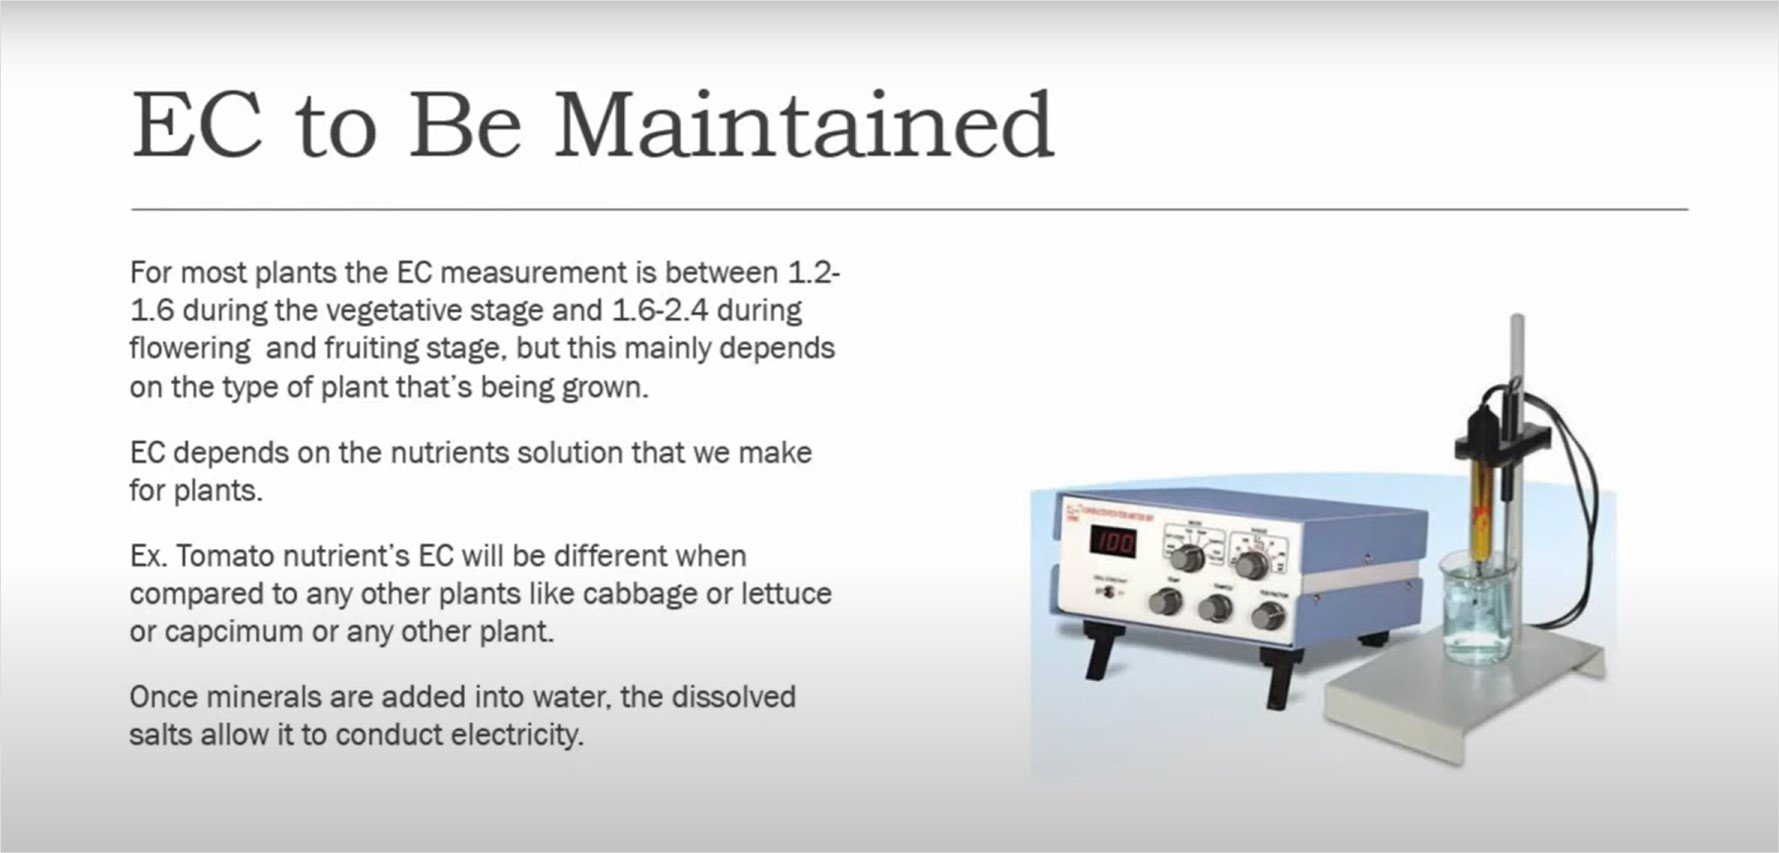 EC to Be Maintained
For most plants the EC measurement is between 1.2-
1.6 during the vegetative stage and 1.6-2.4 during
flowering  and fruiting stage, but this mainly depends
on the type of plant that’s being grown.
EC depends on the nutrients solution that we make
for plants.
Ex. Tomato nutrient’s EC will be different when
compared to any other plants like cabbage or lettuce
or capcimum or any other plant.
Once minerals are added into water, the dissolved
salts allow it to conduct electricity.
100